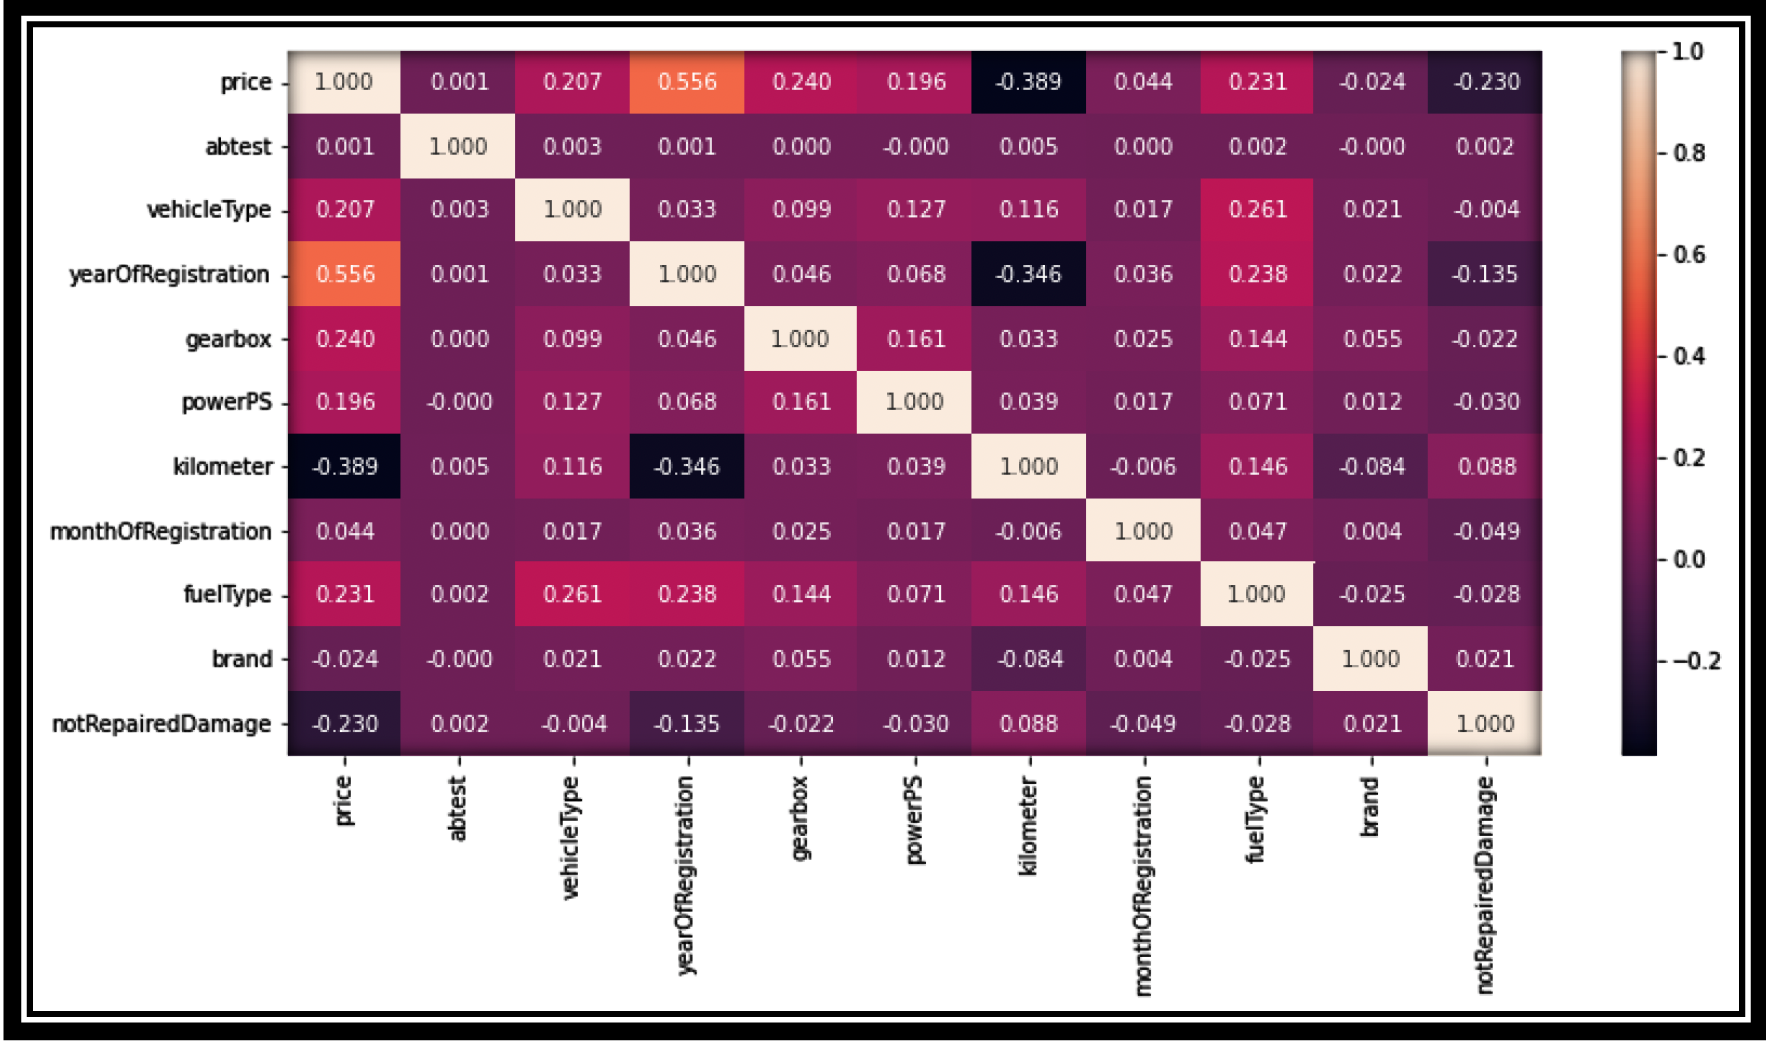 price 1.000 0.001 0.207 0.556 0.240 0.196 -0.389 0.044 0.231 -0.024 -0.230
abtest 0.001 1.000 0.003 0.001 0.000 -0.000 0.005 0.000 0.002 -0.000 0.002
vehicleType 0.207 0.003 1.000 0.033 0.099 0.127 0.116 0.017 0.261 0.021 -0.004
yearOfRegistration 0.556 0.001 0.033 1.000 0.046 0.068 -0.346 0.036 0.238 0.022 -0.135
gearbox 0.240 0.000 0.099 0.046 1.000 0.161 0.033 0.025 0.144 0.055 -0.022
powerPS 0.196 -0.000 0.127 0.068 0.161 1.000 0.039 0.017 0.071 0.012 -0.030
kilometer -0.389 0.005 0.116 -0.346 0.033 0.039 1.000 -0.006 0.146 -0.084 0.088
monthOfRegistration 0.044 0.000 0.017 0.036 0.025 0.017 -0.006 1.000 0.047 0.004 -0.049
fuelType 0.231 0.002 0.261 0.238 0.144 0.071 0.146 0.047 1.000 -0.025 -0.028
brand -0.024 -0.000 0.021 0.022 0.055 0.012 -0.084 0.004 -0.025 1.000 0.021
notRepairedDamage -0.230 0.002 -0.004 -0.135 -0.022 -0.030 0.088 -0.049 -0.028 0.021 1.000
price abtest vehicleType yearOfRegistration gearbox powerPS kilometer monthOfRegistration fuelType brand notRepairedDamage
1.0
0.8
0.6
0.4
0.2
0.0
−0.2